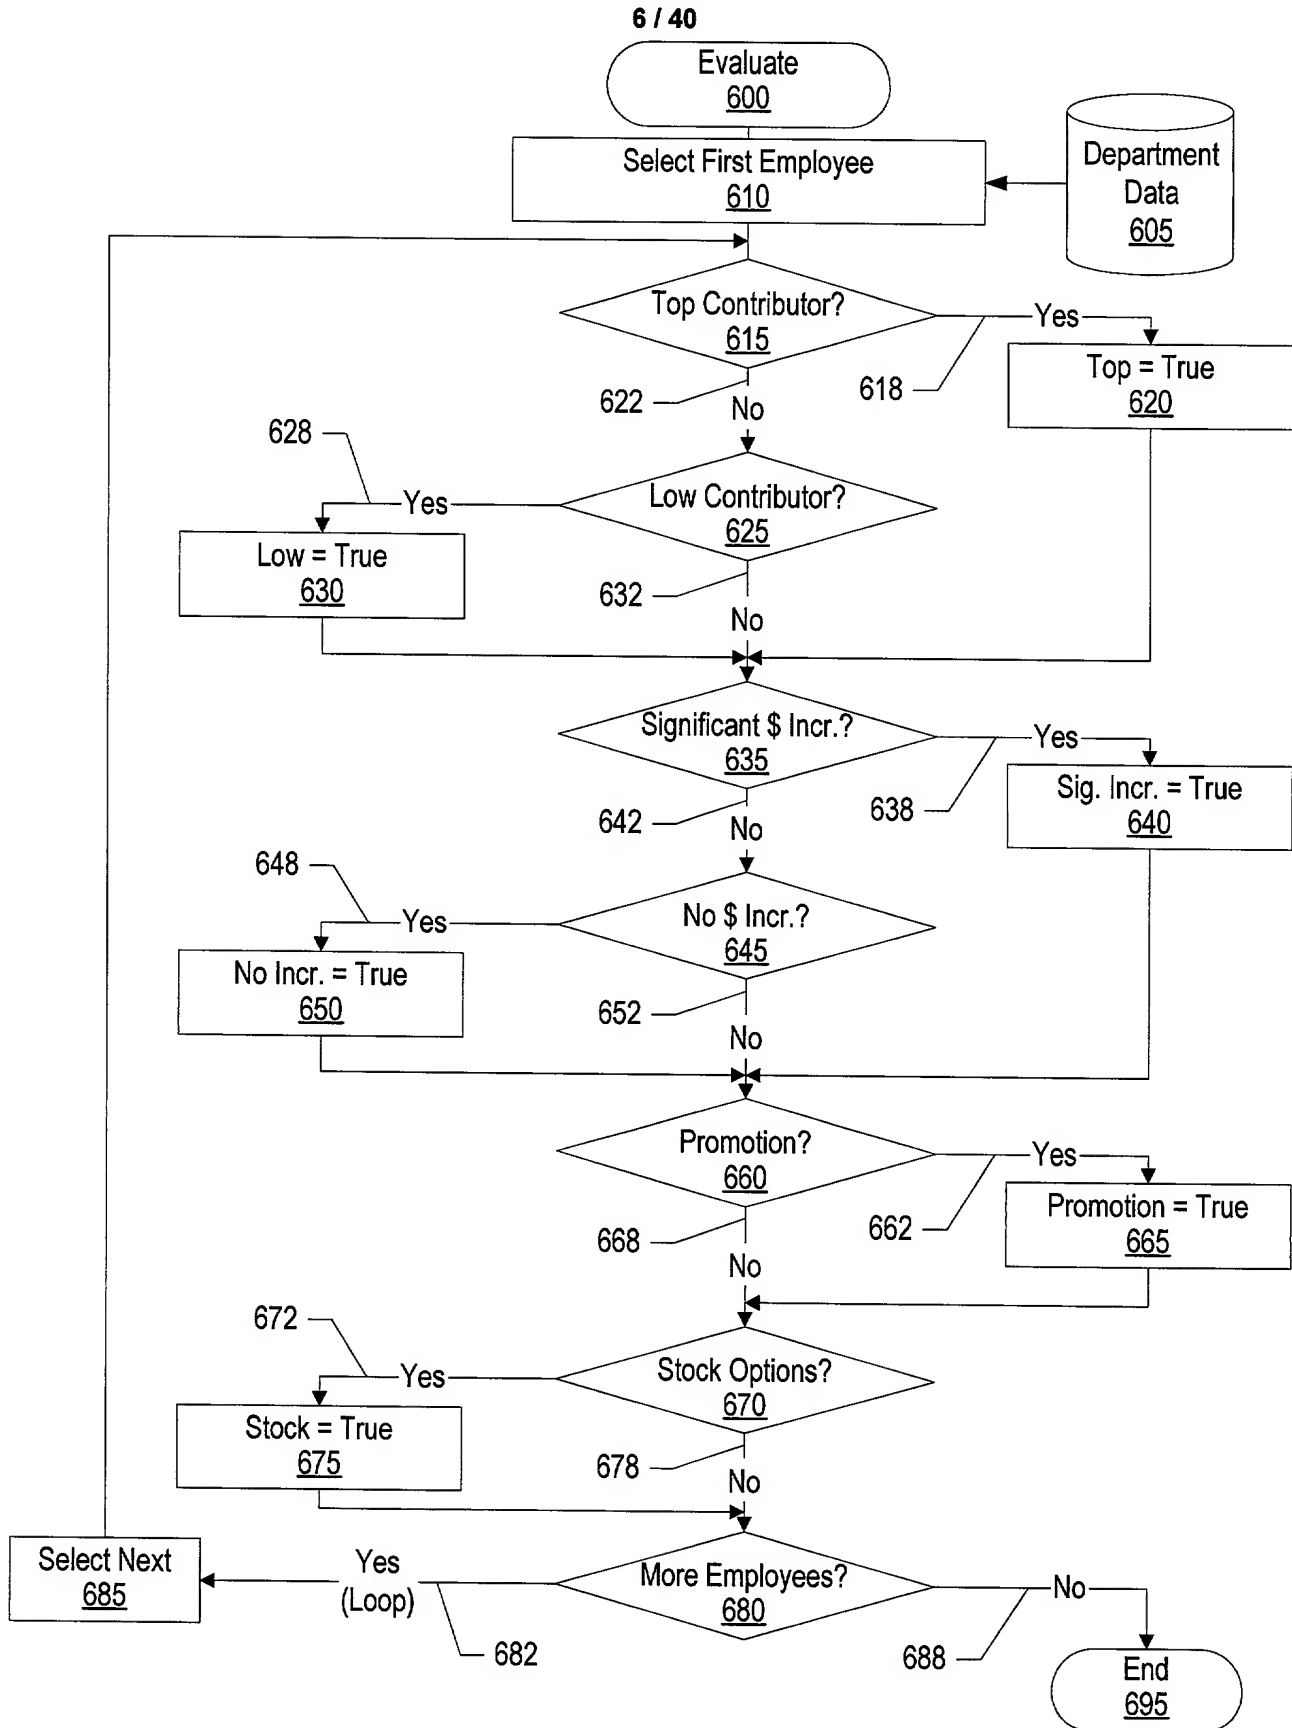 6 / 40
Evaluate
600
Select First Employee
610
Department
Data
605
Top Contributor?
615
Yes
618
Top = True
620
622
No
628
Yes
Low Contributor?
625
Low = True
630
632
No
Significant $ Incr.?
635
Yes
638
Sig. Incr. = True
640
642
No
648
Yes
No $ Incr.?
645
No Incr. = True
650
652
No
Promotion?
660
Yes
662
Promotion = True
665
668
No
672
Yes
Stock Options?
670
Stock = True
675
678
No
Select Next
685
Yes
(Loop)
682
More Employees?
680
No
688
End
695